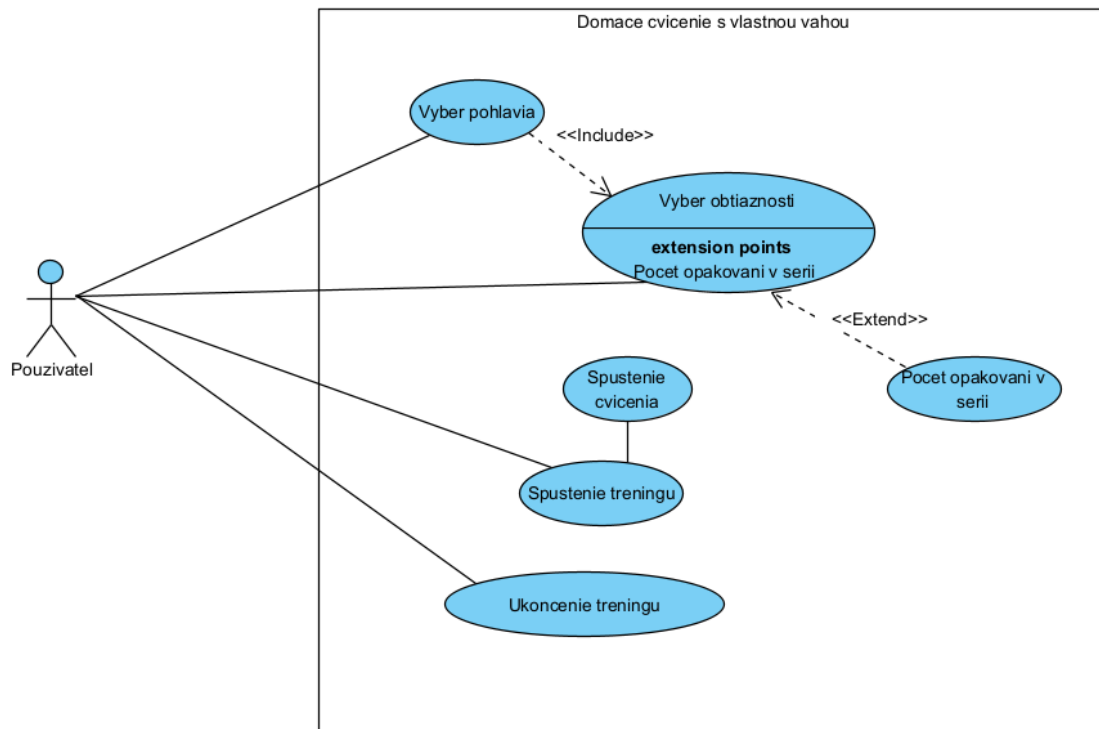 Domace cvicenie s vlastnou vahou
Vyber pohlavia
<<Include>>
Vyber obtiaznosti
extension points
Pocet opakovani v serii
<<Extend>>
Pouzivatel
Spustenie
cvicenia
Pocet opakovani v
serii
Spustenie treningu
Ukoncenie treningu